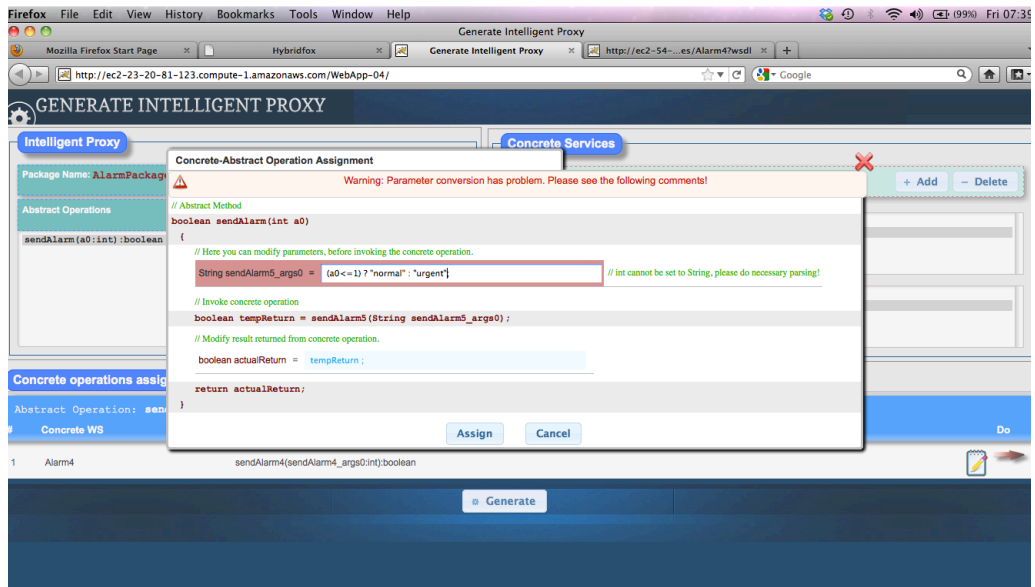 Firefox File Edit View History Bookmarks Tools Window Help (99%) Fri 07:39
Generate Intelligent Proxy
Mozilla Firefox Start Page × Hybridfox × Generate Intelligent Proxy × http://ec2-54-...es/Alarm4?wsdl × +
http://ec2-23-20-81-123.compute-1.amazonaws.com/WebApp-04/ Google
GENERATE INTELLIGENT PROXY
Intelligent Proxy
Concrete Services
Concrete-Abstract Operation Assignment
Package Name: AlarmPackag
Warning: Parameter conversion has problem. Please see the following comments!
+ Add − Delete
// Abstract Method
Abstract Operations
boolean sendAlarm(int a0)
{
sendAlarm(a0:int):boolean
// Here you can modify parameters, before invoking the concrete operation.
String sendAlarm5_args0 = (a0<=1) ? "normal" : "urgent"; // int cannot be set to String, please do necessary parsing!
// Invoke concrete operation
boolean tempReturn = sendAlarm5(String sendAlarm5_args0);
// Modify result returned from concrete operation.
boolean actualReturn = tempReturn ;
Concrete operations assig
return actualReturn;
}
Abstract Operation: sen
# Concrete WS Do
Assign Cancel
1 Alarm4 sendAlarm4(sendAlarm4_args0:int):boolean
Generate